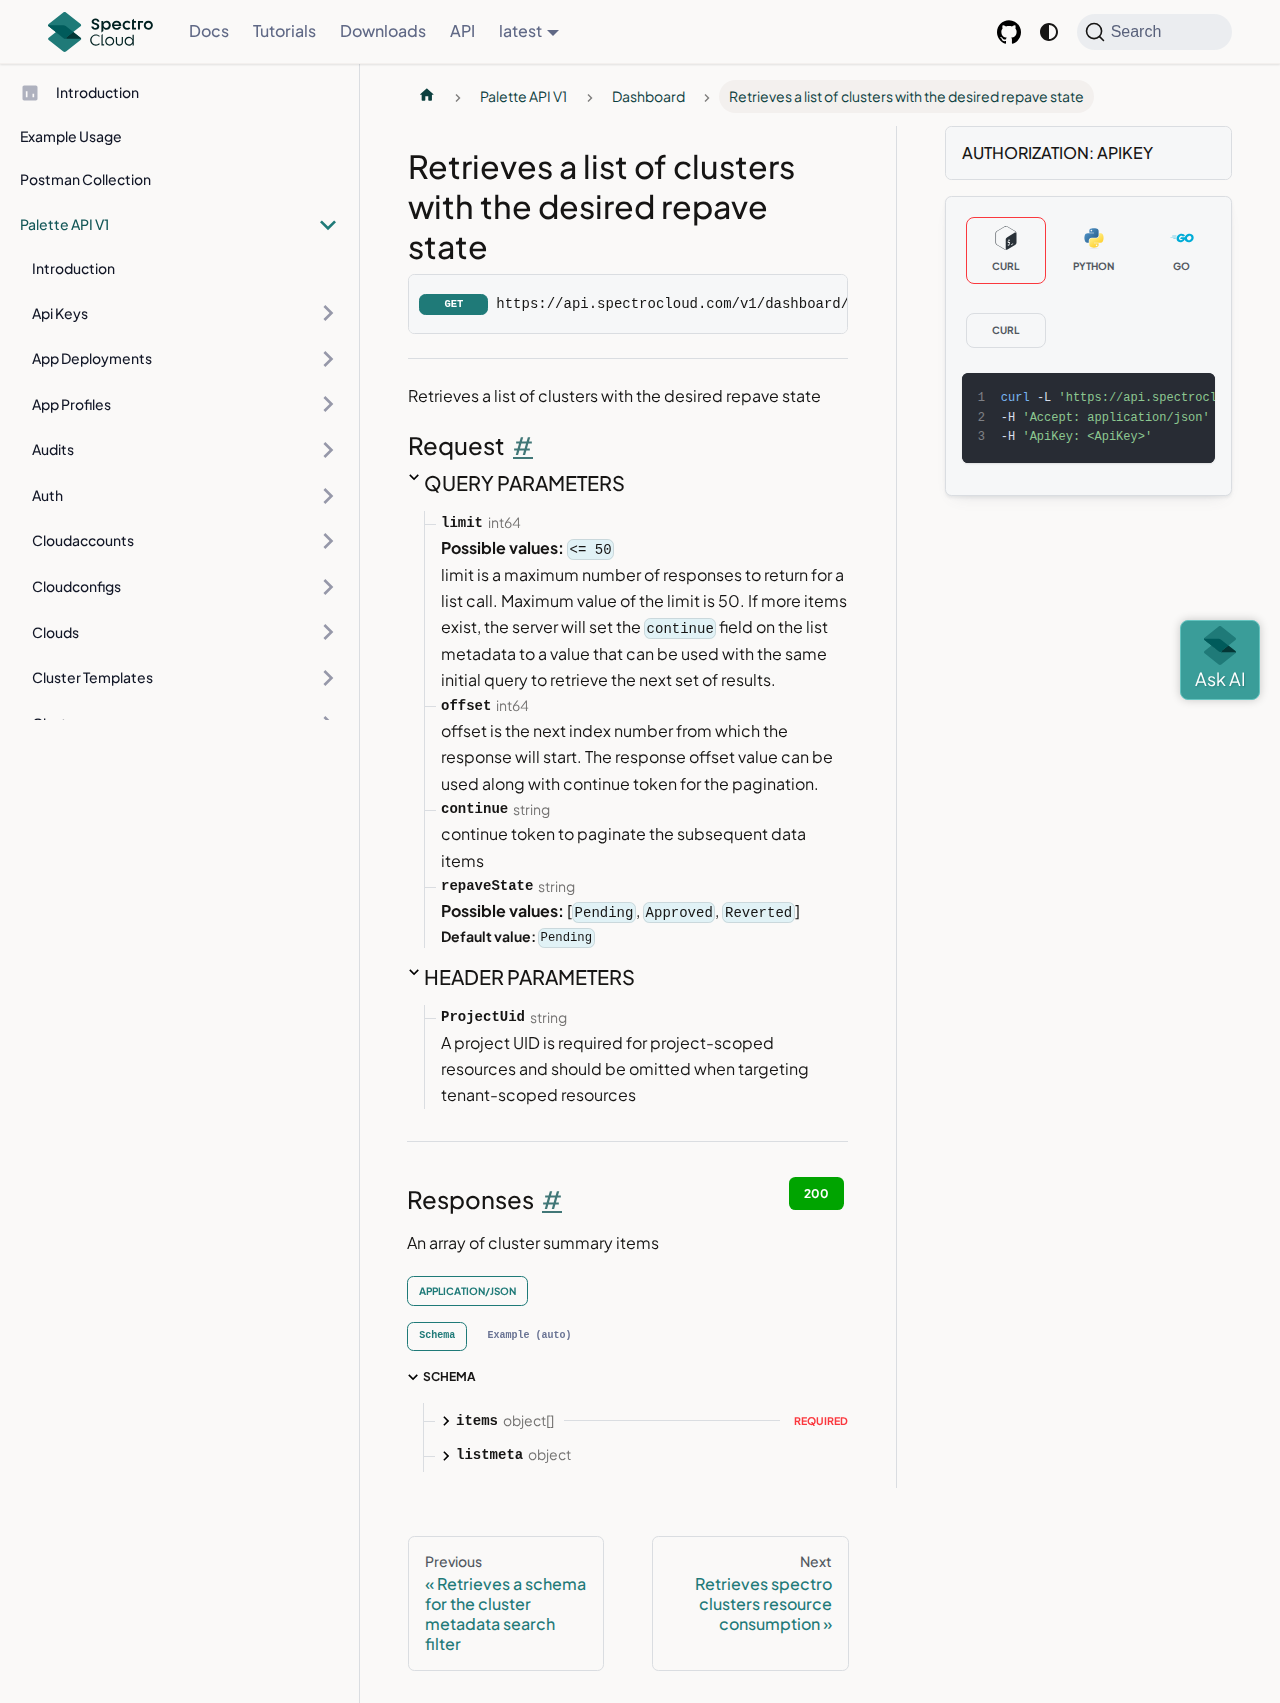 Spectro Cloud
Docs
Tutorials
Downloads
API
latest
Search
Introduction
Example Usage
Postman Collection
Palette API V1
Introduction
Api Keys
App Deployments
App Profiles
Audits
Auth
Cloudaccounts
Cloudconfigs
Clouds
Cluster Templates
Palette API V1
Dashboard
Retrieves a list of clusters with the desired repave state
Retrieves a list of clusters
with the desired repave
state
GET https://api.spectrocloud.com/v1/dashboard/
Retrieves a list of clusters with the desired repave state
Request #
QUERY PARAMETERS
limit int64
Possible values: <= 50
limit is a maximum number of responses to return for a
list call. Maximum value of the limit is 50. If more items
exist, the server will set the continue field on the list
metadata to a value that can be used with the same
initial query to retrieve the next set of results.
offset int64
offset is the next index number from which the
response will start. The response offset value can be
used along with continue token for the pagination.
continue string
continue token to paginate the subsequent data
items
repaveState string
Possible values: [Pending, Approved, Reverted]
Default value: Pending
HEADER PARAMETERS
ProjectUid string
A project UID is required for project-scoped
resources and should be omitted when targeting
tenant-scoped resources
Responses #
200
An array of cluster summary items
APPLICATION/JSON
Schema
Example (auto)
SCHEMA
items object[] REQUIRED
listmeta object
Previous
« Retrieves a schema
for the cluster
metadata search
filter
Next
Retrieves spectro
clusters resource
consumption »
AUTHORIZATION: APIKEY
CURL
PYTHON
GO
CURL
1 curl -L 'https://api.spectrocl
2 -H 'Accept: application/json'
3 -H 'ApiKey: <ApiKey>'
Ask AI